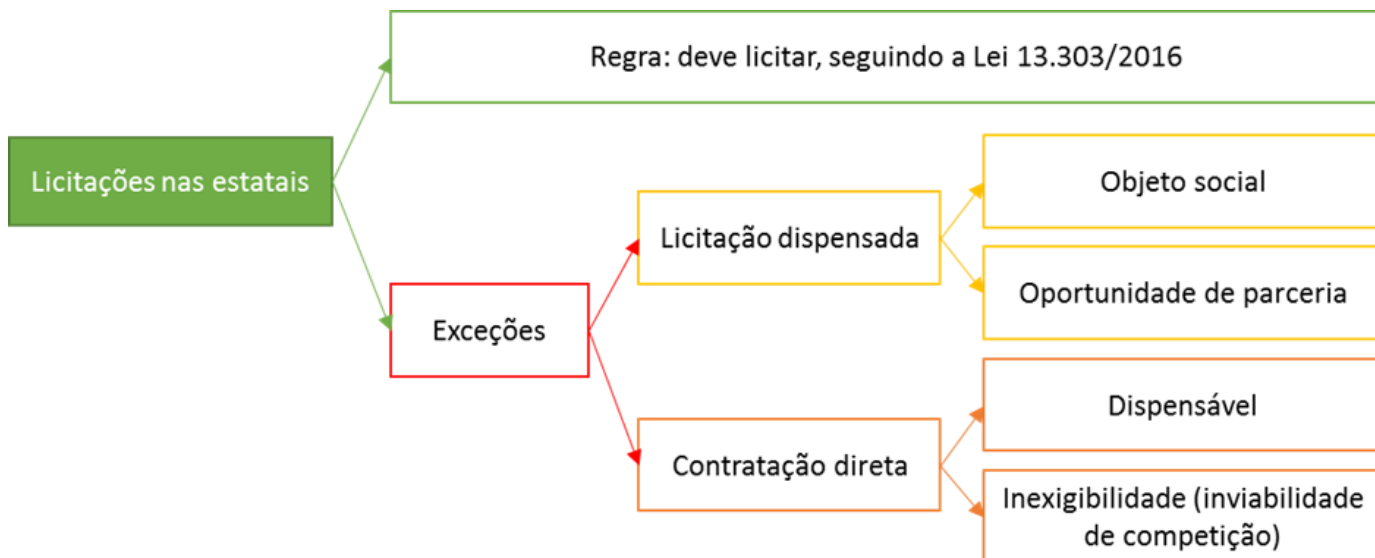 Regra: deve licitar, seguindo a Lei 13.303/2016
Licitações nas estatais
Exceções
Licitação dispensada
Objeto social
Oportunidade de parceria
Contratação direta
Dispensável
Inexigibilidade (inviabilidade
de competição)